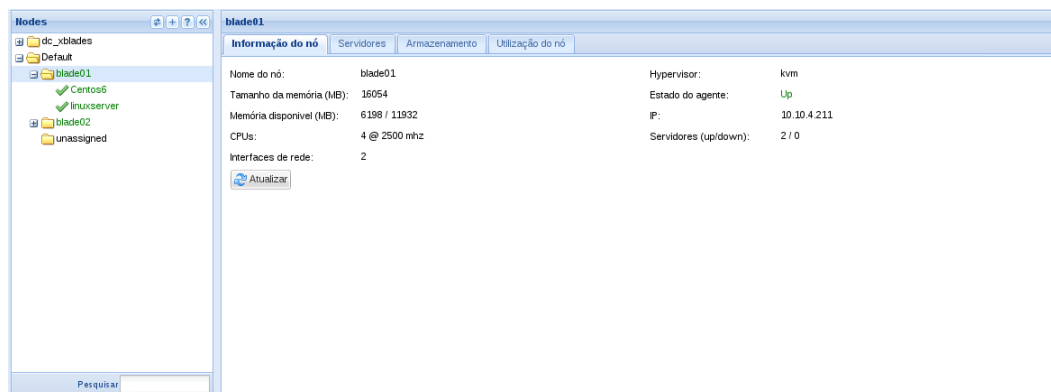 Nodes
dc_xblades
Default
blade01
Centos6
linuxserver
blade02
unassigned
Pesquisar
blade01
Informação do nó Servidores Armazenamento Utilização do nó
Nome do nó: blade01 Hypervisor: kvm
Tamanho da memória (MB): 16054 Estado do agente: Up
Memória disponivel (MB): 6198 / 11932 IP: 10.10.4.211
CPUs: 4 @ 2500 mhz Servidores (up/down): 2 / 0
Interfaces de rede: 2
Atualizar